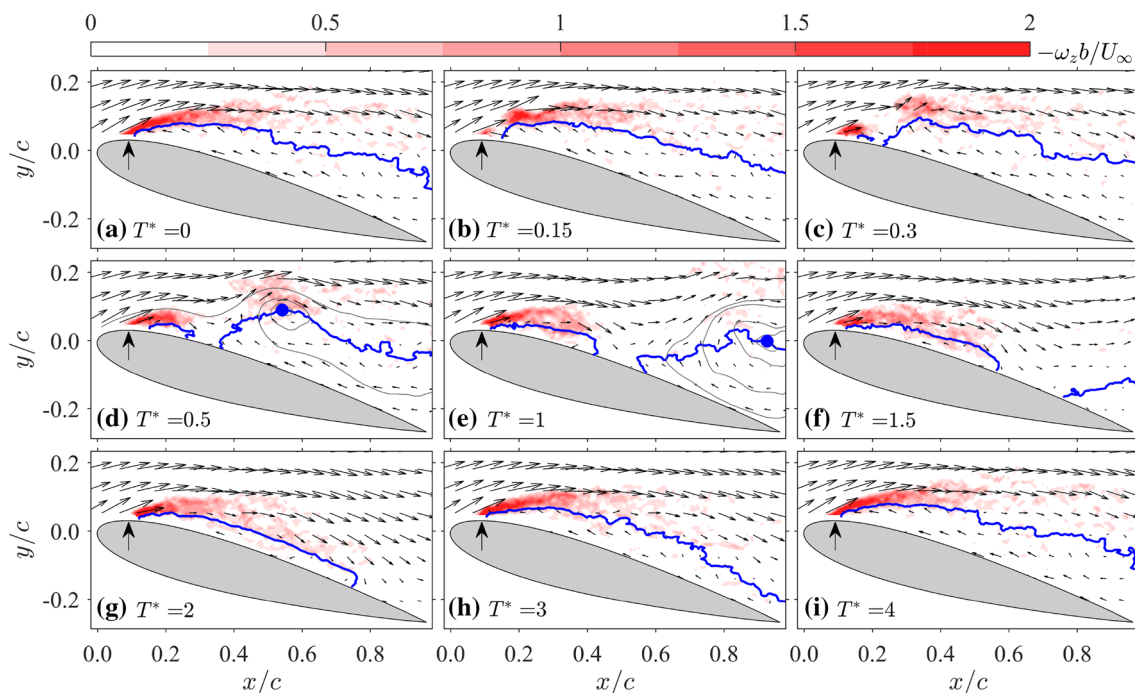 0 0.5 1 1.5 2
−ω_z b/U_∞
y/c 0.2 0.0 -0.2
(a) T* =0
(b) T* =0.15
(c) T* =0.3
y/c 0.2 0.0 -0.2
(d) T* =0.5
(e) T* =1
(f) T* =1.5
y/c 0.2 0.0 -0.2
(g) T* =2
(h) T* =3
(i) T* =4
0.0 0.2 0.4 0.6 0.8 0.0 0.2 0.4 0.6 0.8 0.0 0.2 0.4 0.6 0.8
x/c x/c x/c